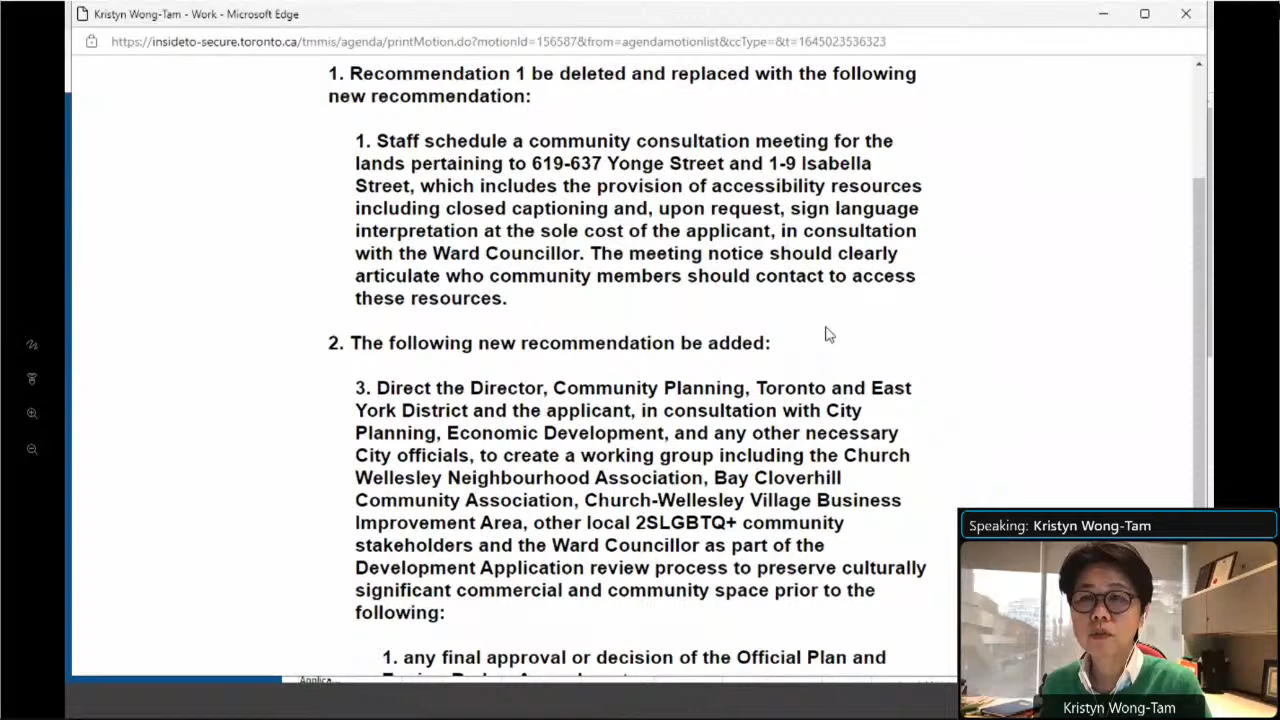 Kristyn Wong-Tam - Work - Microsoft Edge
https://insideto-secure.toronto.ca/tmmis/agenda/printMotion.do?motionId=156587&from=agendamotionlist&ccType=&t=1645023536323
1. Recommendation 1 be deleted and replaced with the following
new recommendation:
1. Staff schedule a community consultation meeting for the
lands pertaining to 619-637 Yonge Street and 1-9 Isabella
Street, which includes the provision of accessibility resources
including closed captioning and, upon request, sign language
interpretation at the sole cost of the applicant, in consultation
with the Ward Councillor. The meeting notice should clearly
articulate who community members should contact to access
these resources.
2. The following new recommendation be added:
3. Direct the Director, Community Planning, Toronto and East
York District and the applicant, in consultation with City
Planning, Economic Development, and any other necessary
City officials, to create a working group including the Church
Wellesley Neighbourhood Association, Bay Cloverhill
Community Association, Church-Wellesley Village Business
Improvement Area, other local 2SLGBTQ+ community
stakeholders and the Ward Councillor as part of the
Development Application review process to preserve culturally
significant commercial and community space prior to the
following:
1. any final approval or decision of the Official Plan and
Applica...
Speaking: Kristyn Wong-Tam
Kristyn Wong-Tam